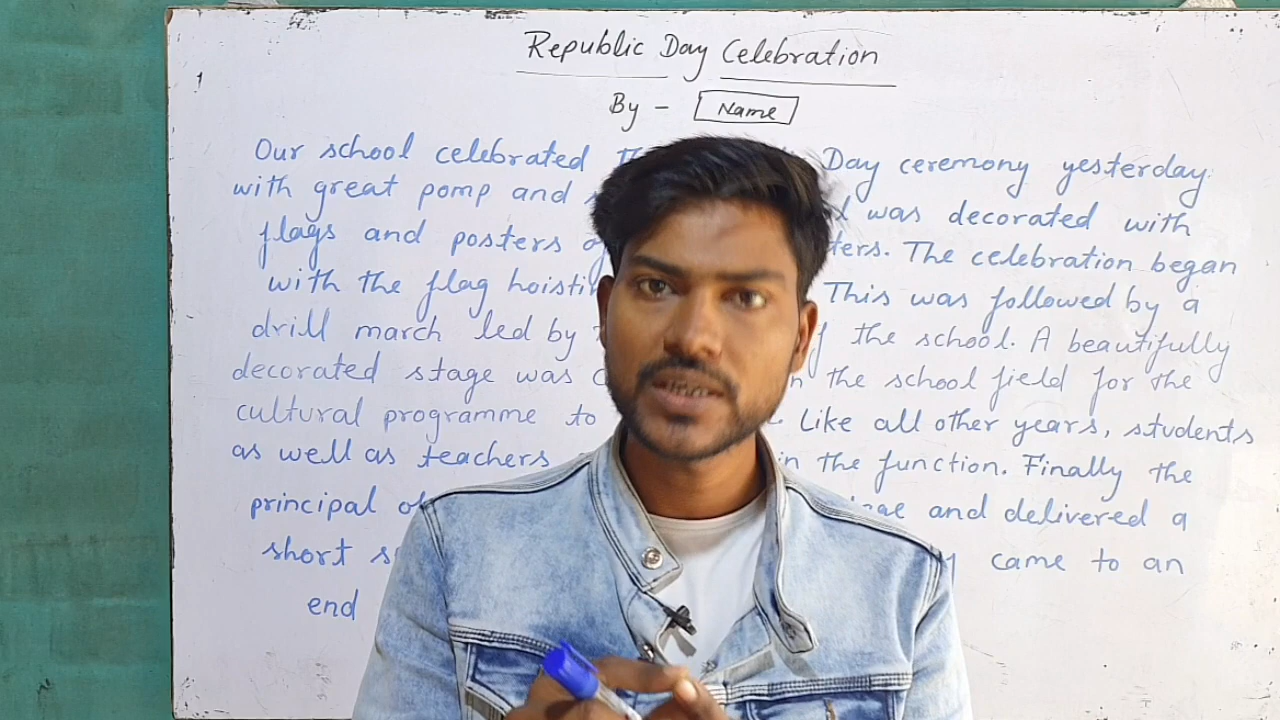 Republic Day Celebration
By - Name
Our school celebrated Day ceremony yesterday.
with great pomp and was decorated with
flags and posters The celebration began
with the flag This was followed by a
drill march led by the school. A beautifully
decorated stage was the school field for the
cultural programme to Like all other years, students
as well as teachers in the function. Finally the
principal and delivered a
short came to an
end